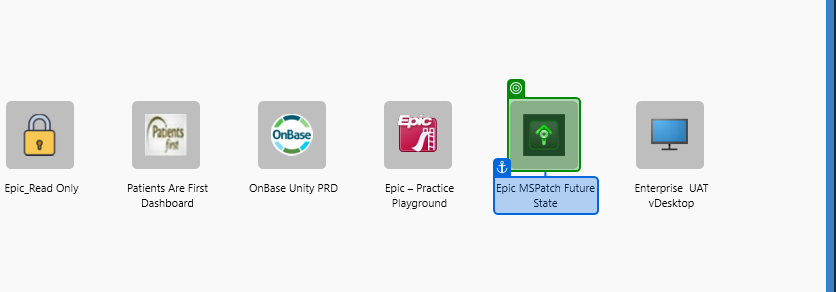 Patients
first
OnBase
Epic
Epic_Read Only
Patients Are First
Dashboard
OnBase Unity PRD
Epic – Practice
Playground
Epic MSPatch Future
State
Enterprise  UAT
vDesktop